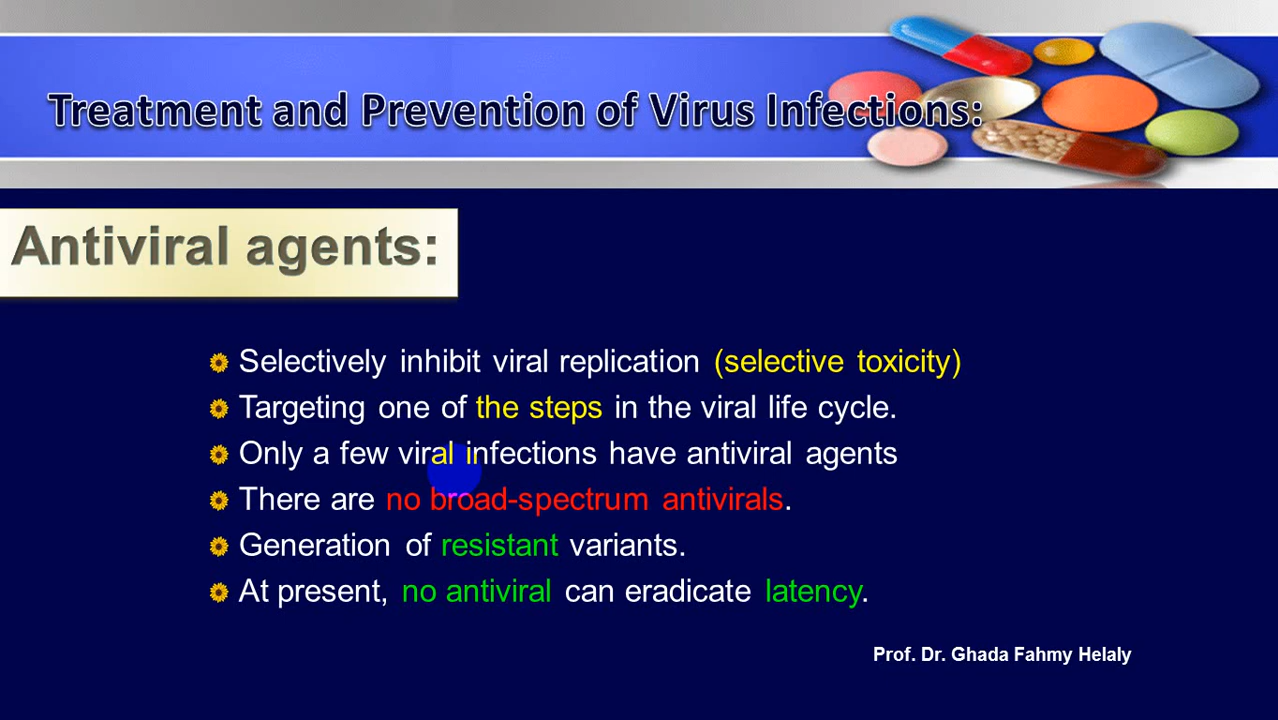 Treatment and Prevention of Virus Infections:
Antiviral agents:
Selectively inhibit viral replication (selective toxicity)
Targeting one of the steps in the viral life cycle.
Only a few viral infections have antiviral agents
There are no broad-spectrum antivirals.
Generation of resistant variants.
At present, no antiviral can eradicate latency.
Prof. Dr. Ghada Fahmy Helaly